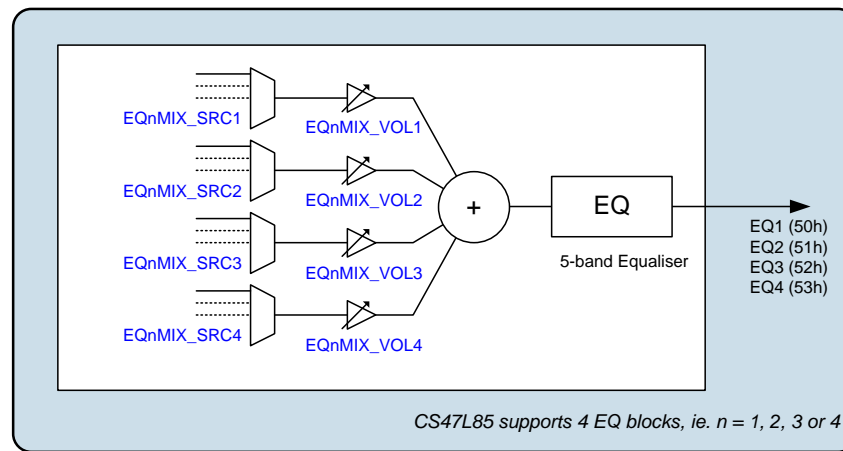 EQnMIX_SRC1
EQnMIX_VOL1
EQnMIX_SRC2
EQnMIX_VOL2
EQnMIX_SRC3
EQnMIX_VOL3
EQnMIX_SRC4
EQnMIX_VOL4
+
EQ
5-band Equaliser
EQ1 (50h)
EQ2 (51h)
EQ3 (52h)
EQ4 (53h)
CS47L85 supports 4 EQ blocks, ie. n = 1, 2, 3 or 4